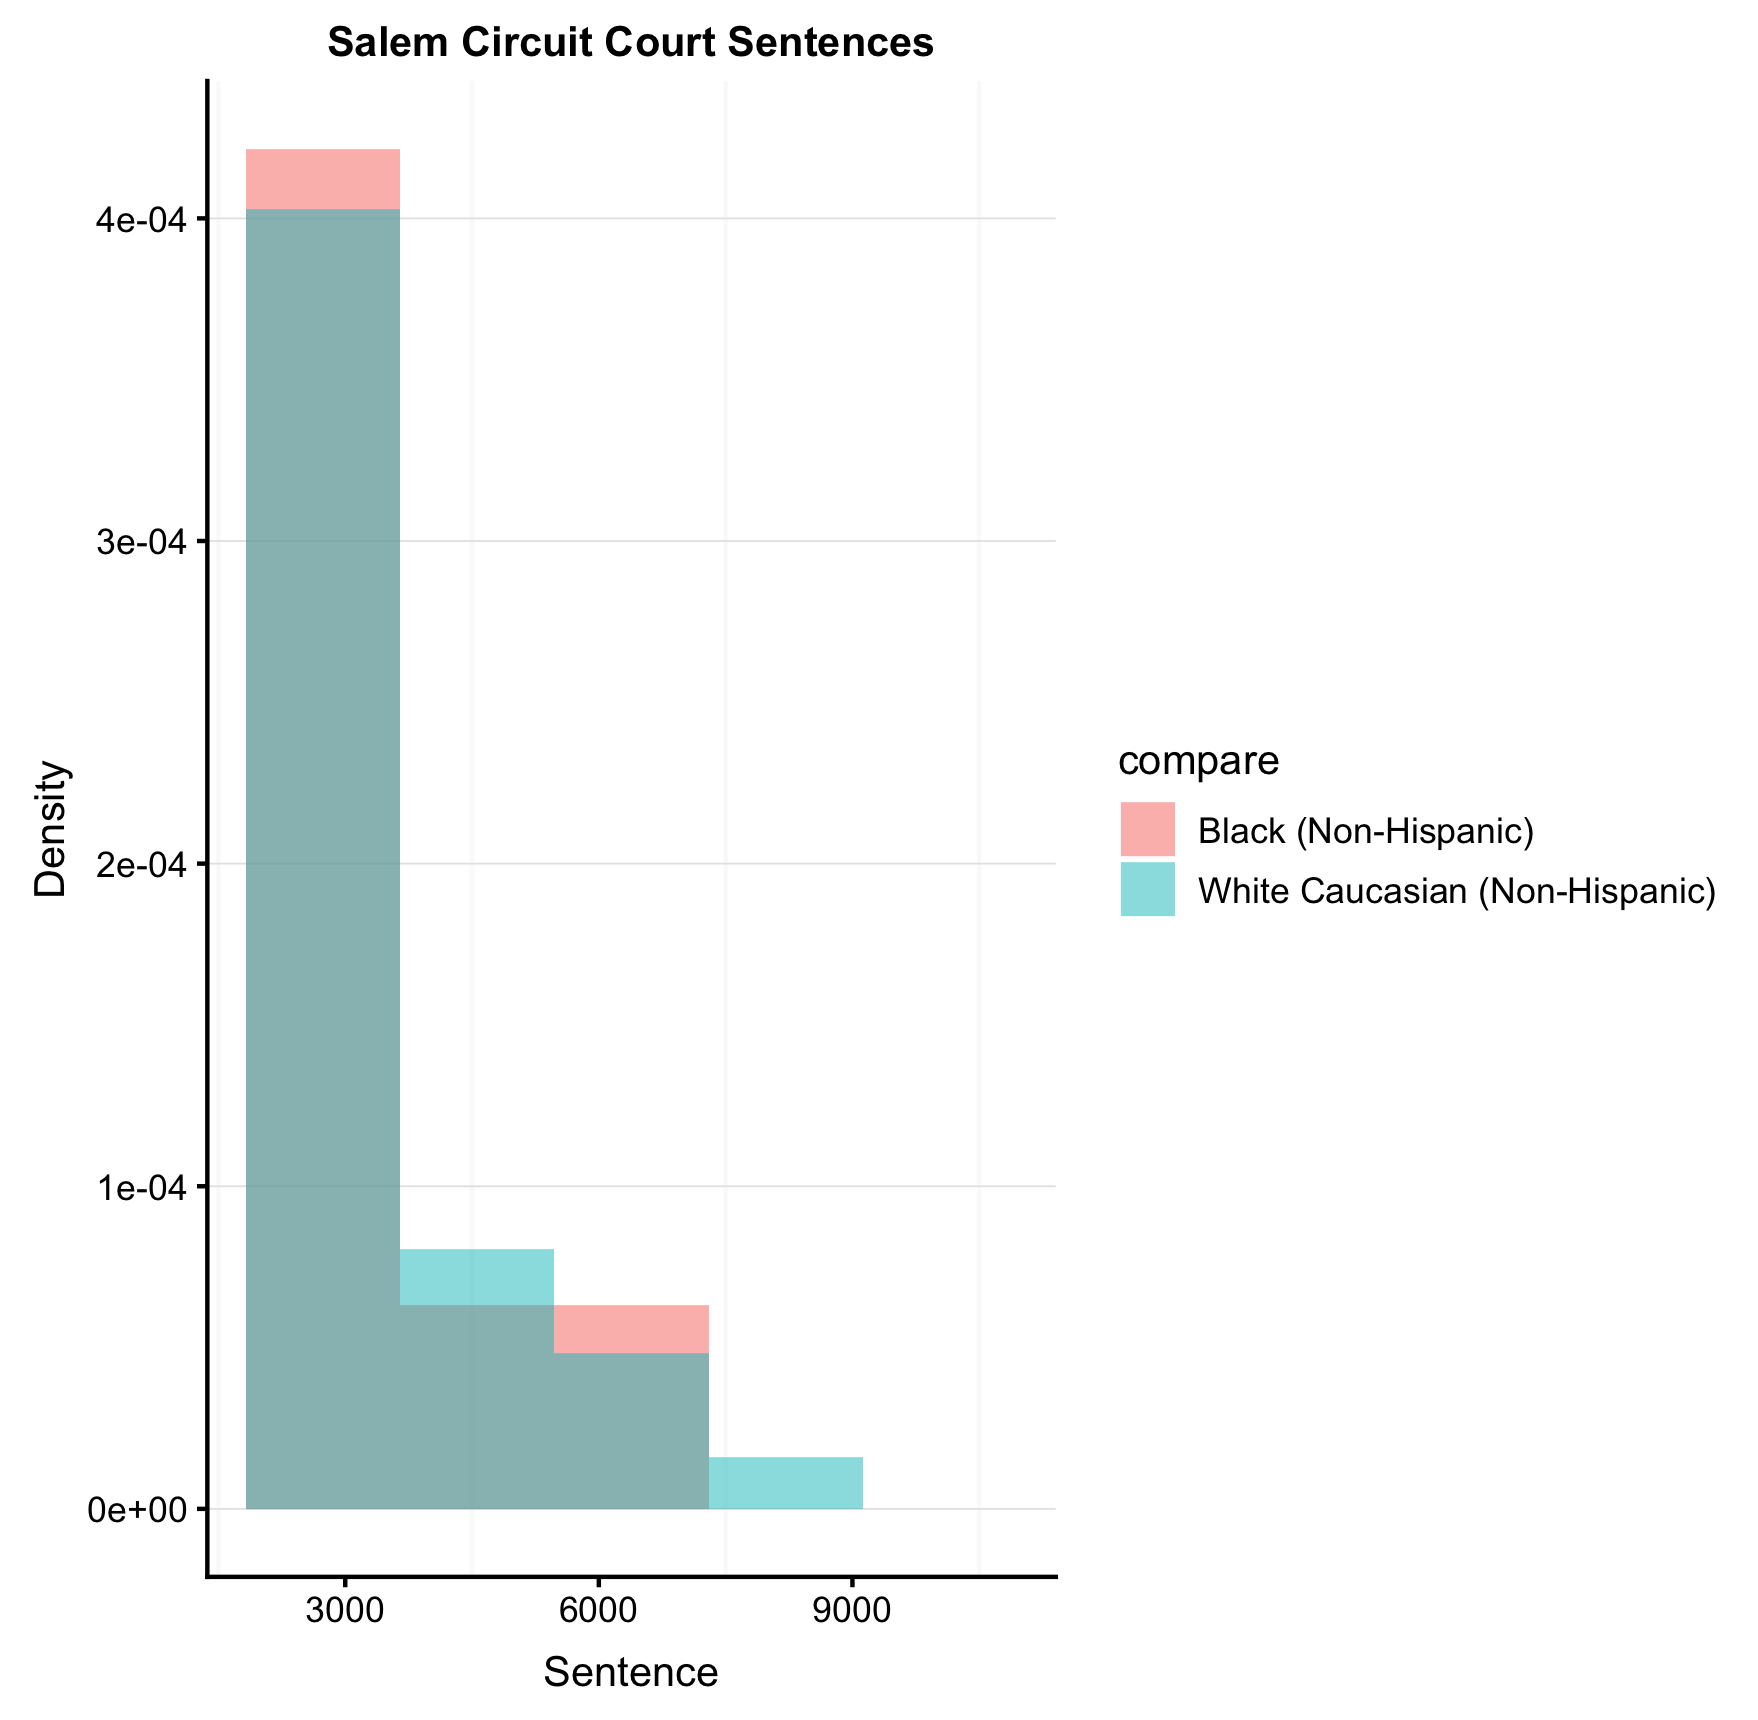 Salem Circuit Court Sentences
4e-04
3e-04
2e-04
1e-04
0e+00
Density
3000 6000 9000
Sentence
compare
Black (Non-Hispanic)
White Caucasian (Non-Hispanic)